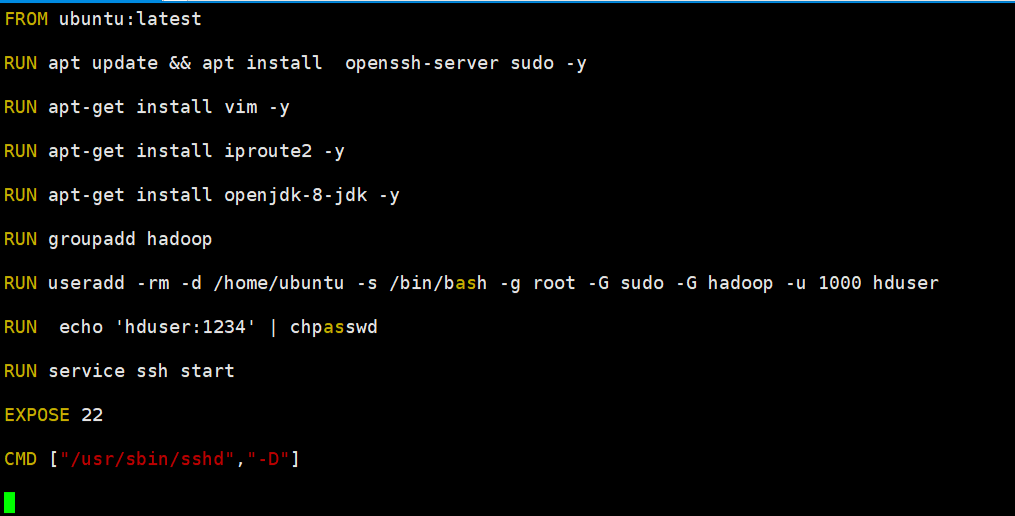 FROM ubuntu:latest
RUN apt update && apt install  openssh-server sudo -y
RUN apt-get install vim -y
RUN apt-get install iproute2 -y
RUN apt-get install openjdk-8-jdk -y
RUN groupadd hadoop
RUN useradd -rm -d /home/ubuntu -s /bin/bash -g root -G sudo -G hadoop -u 1000 hduser
RUN  echo 'hduser:1234' | chpasswd
RUN service ssh start
EXPOSE 22
CMD ["/usr/sbin/sshd","-D"]